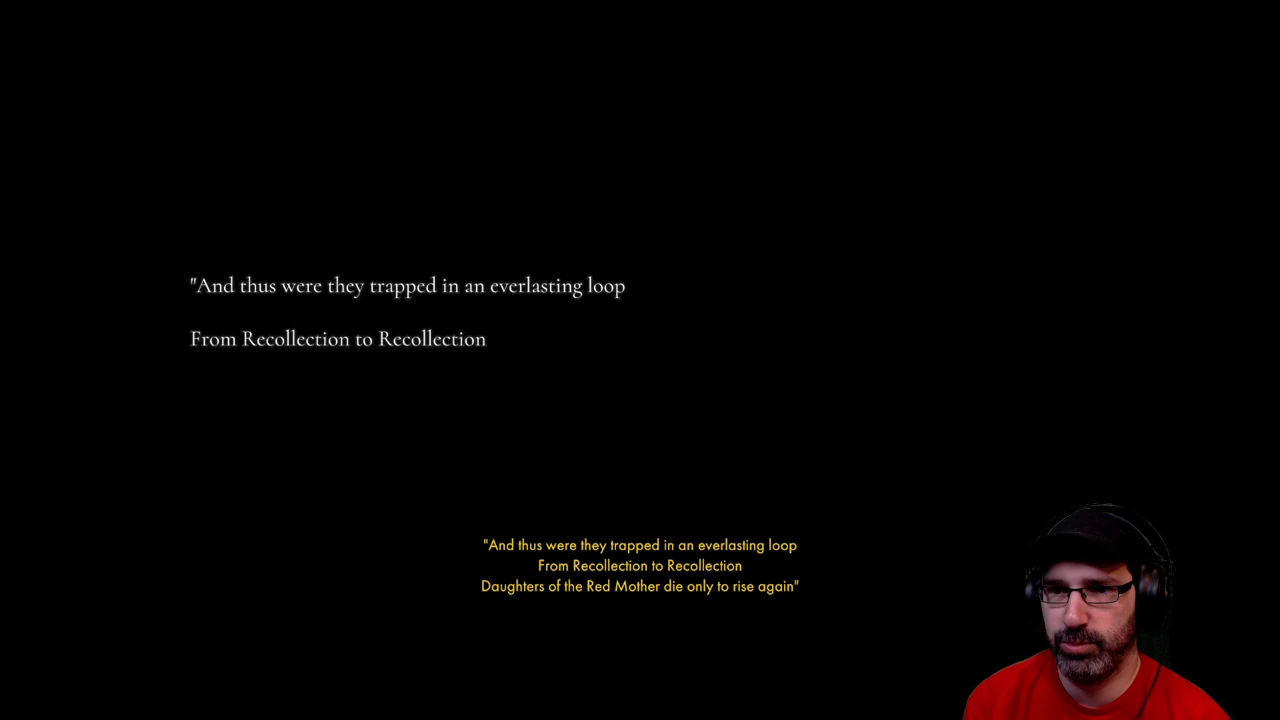 "And thus were they trapped in an everlasting loop
From Recollection to Recollection
"And thus were they trapped in an everlasting loop
From Recollection to Recollection
Daughters of the Red Mother die only to rise again"